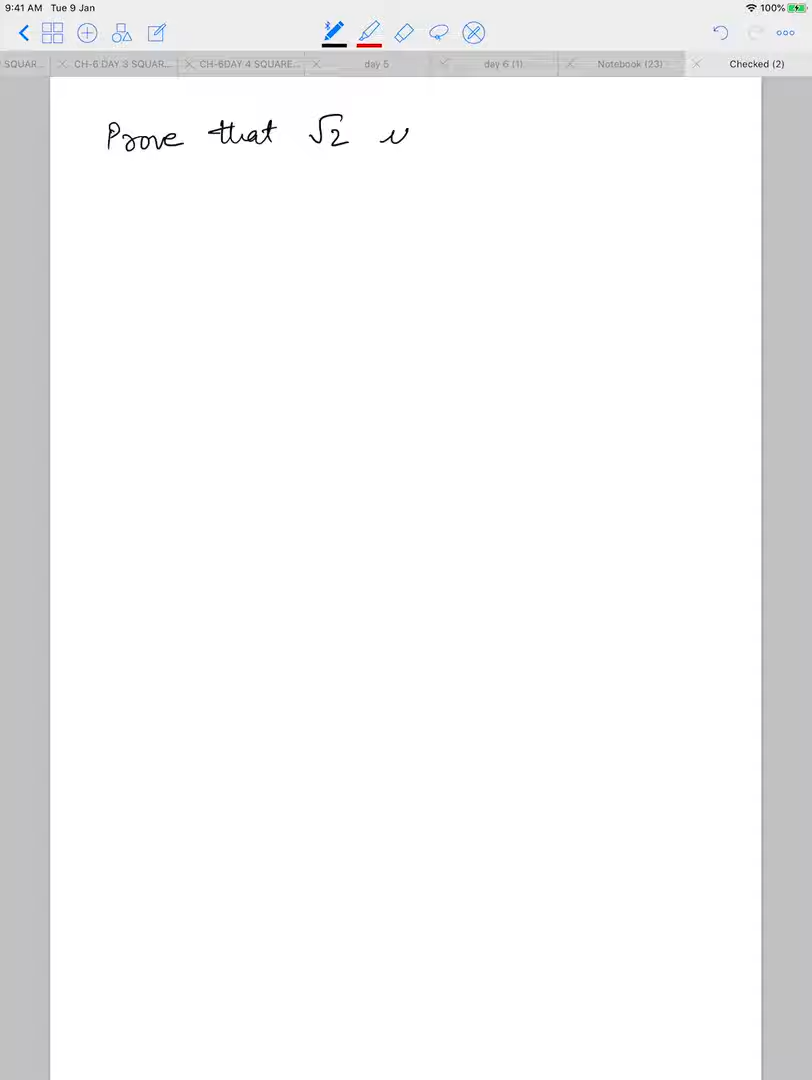 9:41 AM Tue 9 Jan 100%
SQUAR... CH-6 DAY 3 SQUAR... CH-6DAY 4 SQUARE... day 5 day 6 (1) Notebook (23) Checked (2)
Prove that √2